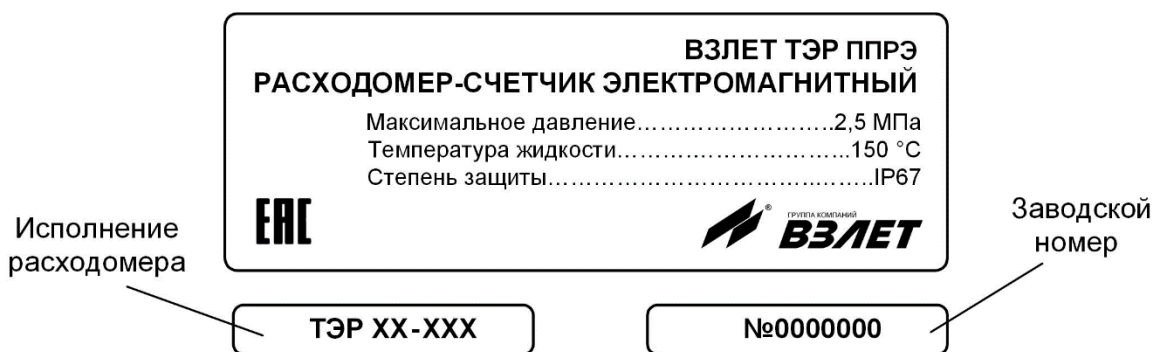 ВЗЛЕТ ТЭР ППРЭ
РАСХОДОМЕР-СЧЕТЧИК ЭЛЕКТРОМАГНИТНЫЙ
Максимальное давление……………………..2,5 МПа
Температура жидкости…………………………...150 °С
Степень защиты……………………………………..IP67
EAC
® ГРУППА КОМПАНИЙ
ВЗЛЕТ
Исполнение
расходомера
Заводской
номер
ТЭР ХХ-ХХХ
№0000000